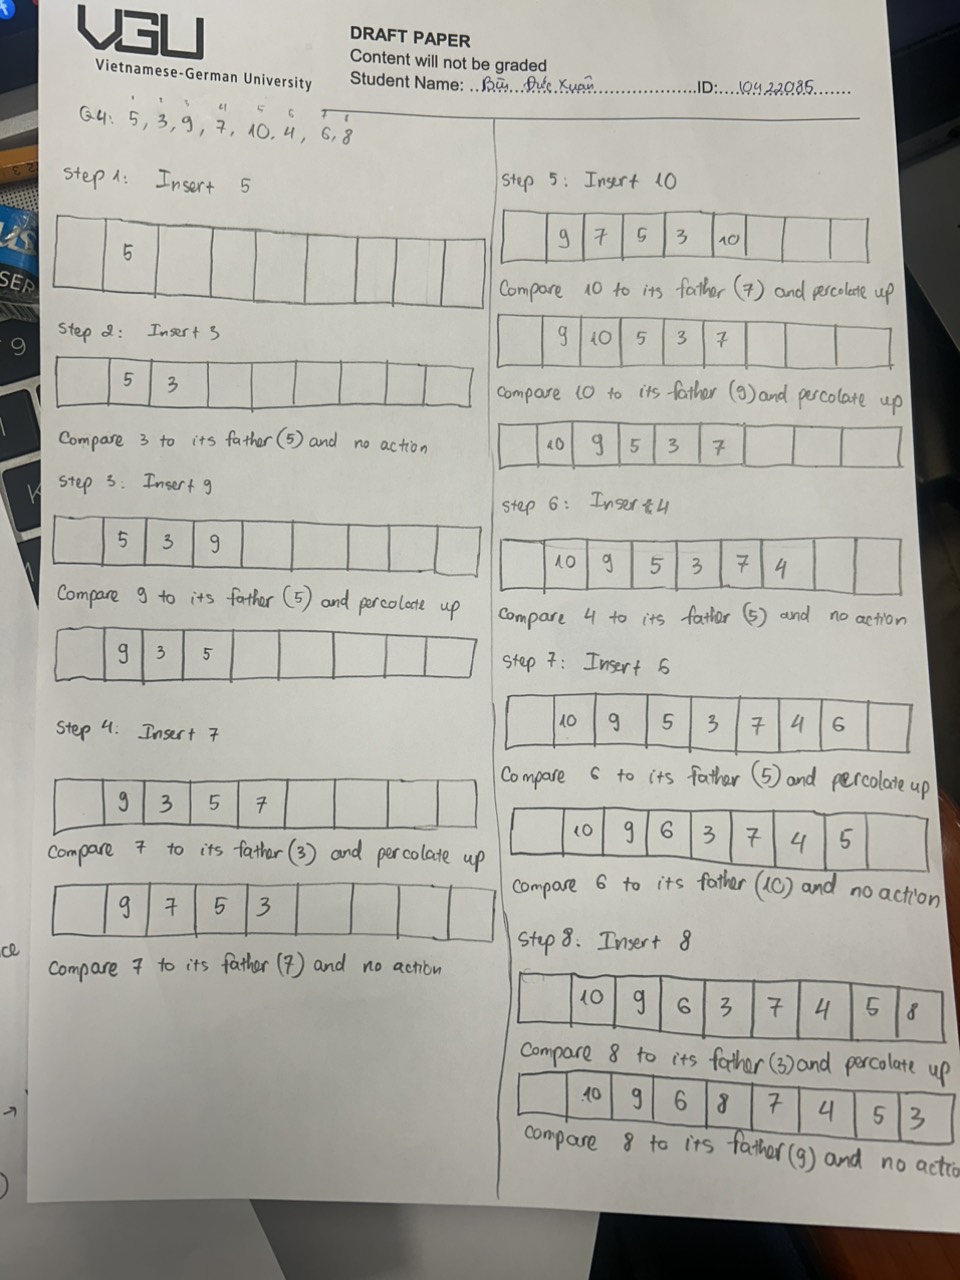 VGU
Vietnamese-German University
DRAFT PAPER
Content will not be graded
Student Name: ..Bùi Đức Xuân..........ID:....10422085.......
1 2 3 4 5 6 7 8
Q4: 5, 3, 9, 7, 10, 4, 6, 8
Step 1: Insert 5
5
Step 2: Insert 3
5 3
Compare 3 to its father (5) and no action
Step 3: Insert 9
5 3 9
Compare 9 to its father (5) and percolate up
9 3 5
Step 4: Insert 7
9 3 5 7
Compare 7 to its father (3) and percolate up
9 7 5 3
Compare 7 to its father (7) and no action
Step 5: Insert 10
9 7 5 3 10
Compare 10 to its father (7) and percolate up
9 10 5 3 7
Compare 10 to its father (9) and percolate up
10 9 5 3 7
Step 6: Insert 4
10 9 5 3 7 4
Compare 4 to its father (5) and no action
Step 7: Insert 6
10 9 5 3 7 4 6
Compare 6 to its father (5) and percolate up
10 9 6 3 7 4 5
Compare 6 to its father (10) and no action
Step 8: Insert 8
10 9 6 3 7 4 5 8
Compare 8 to its father (3) and percolate up
10 9 6 8 7 4 5 3
Compare 8 to its father (9) and no actio
ce
SER
9
K